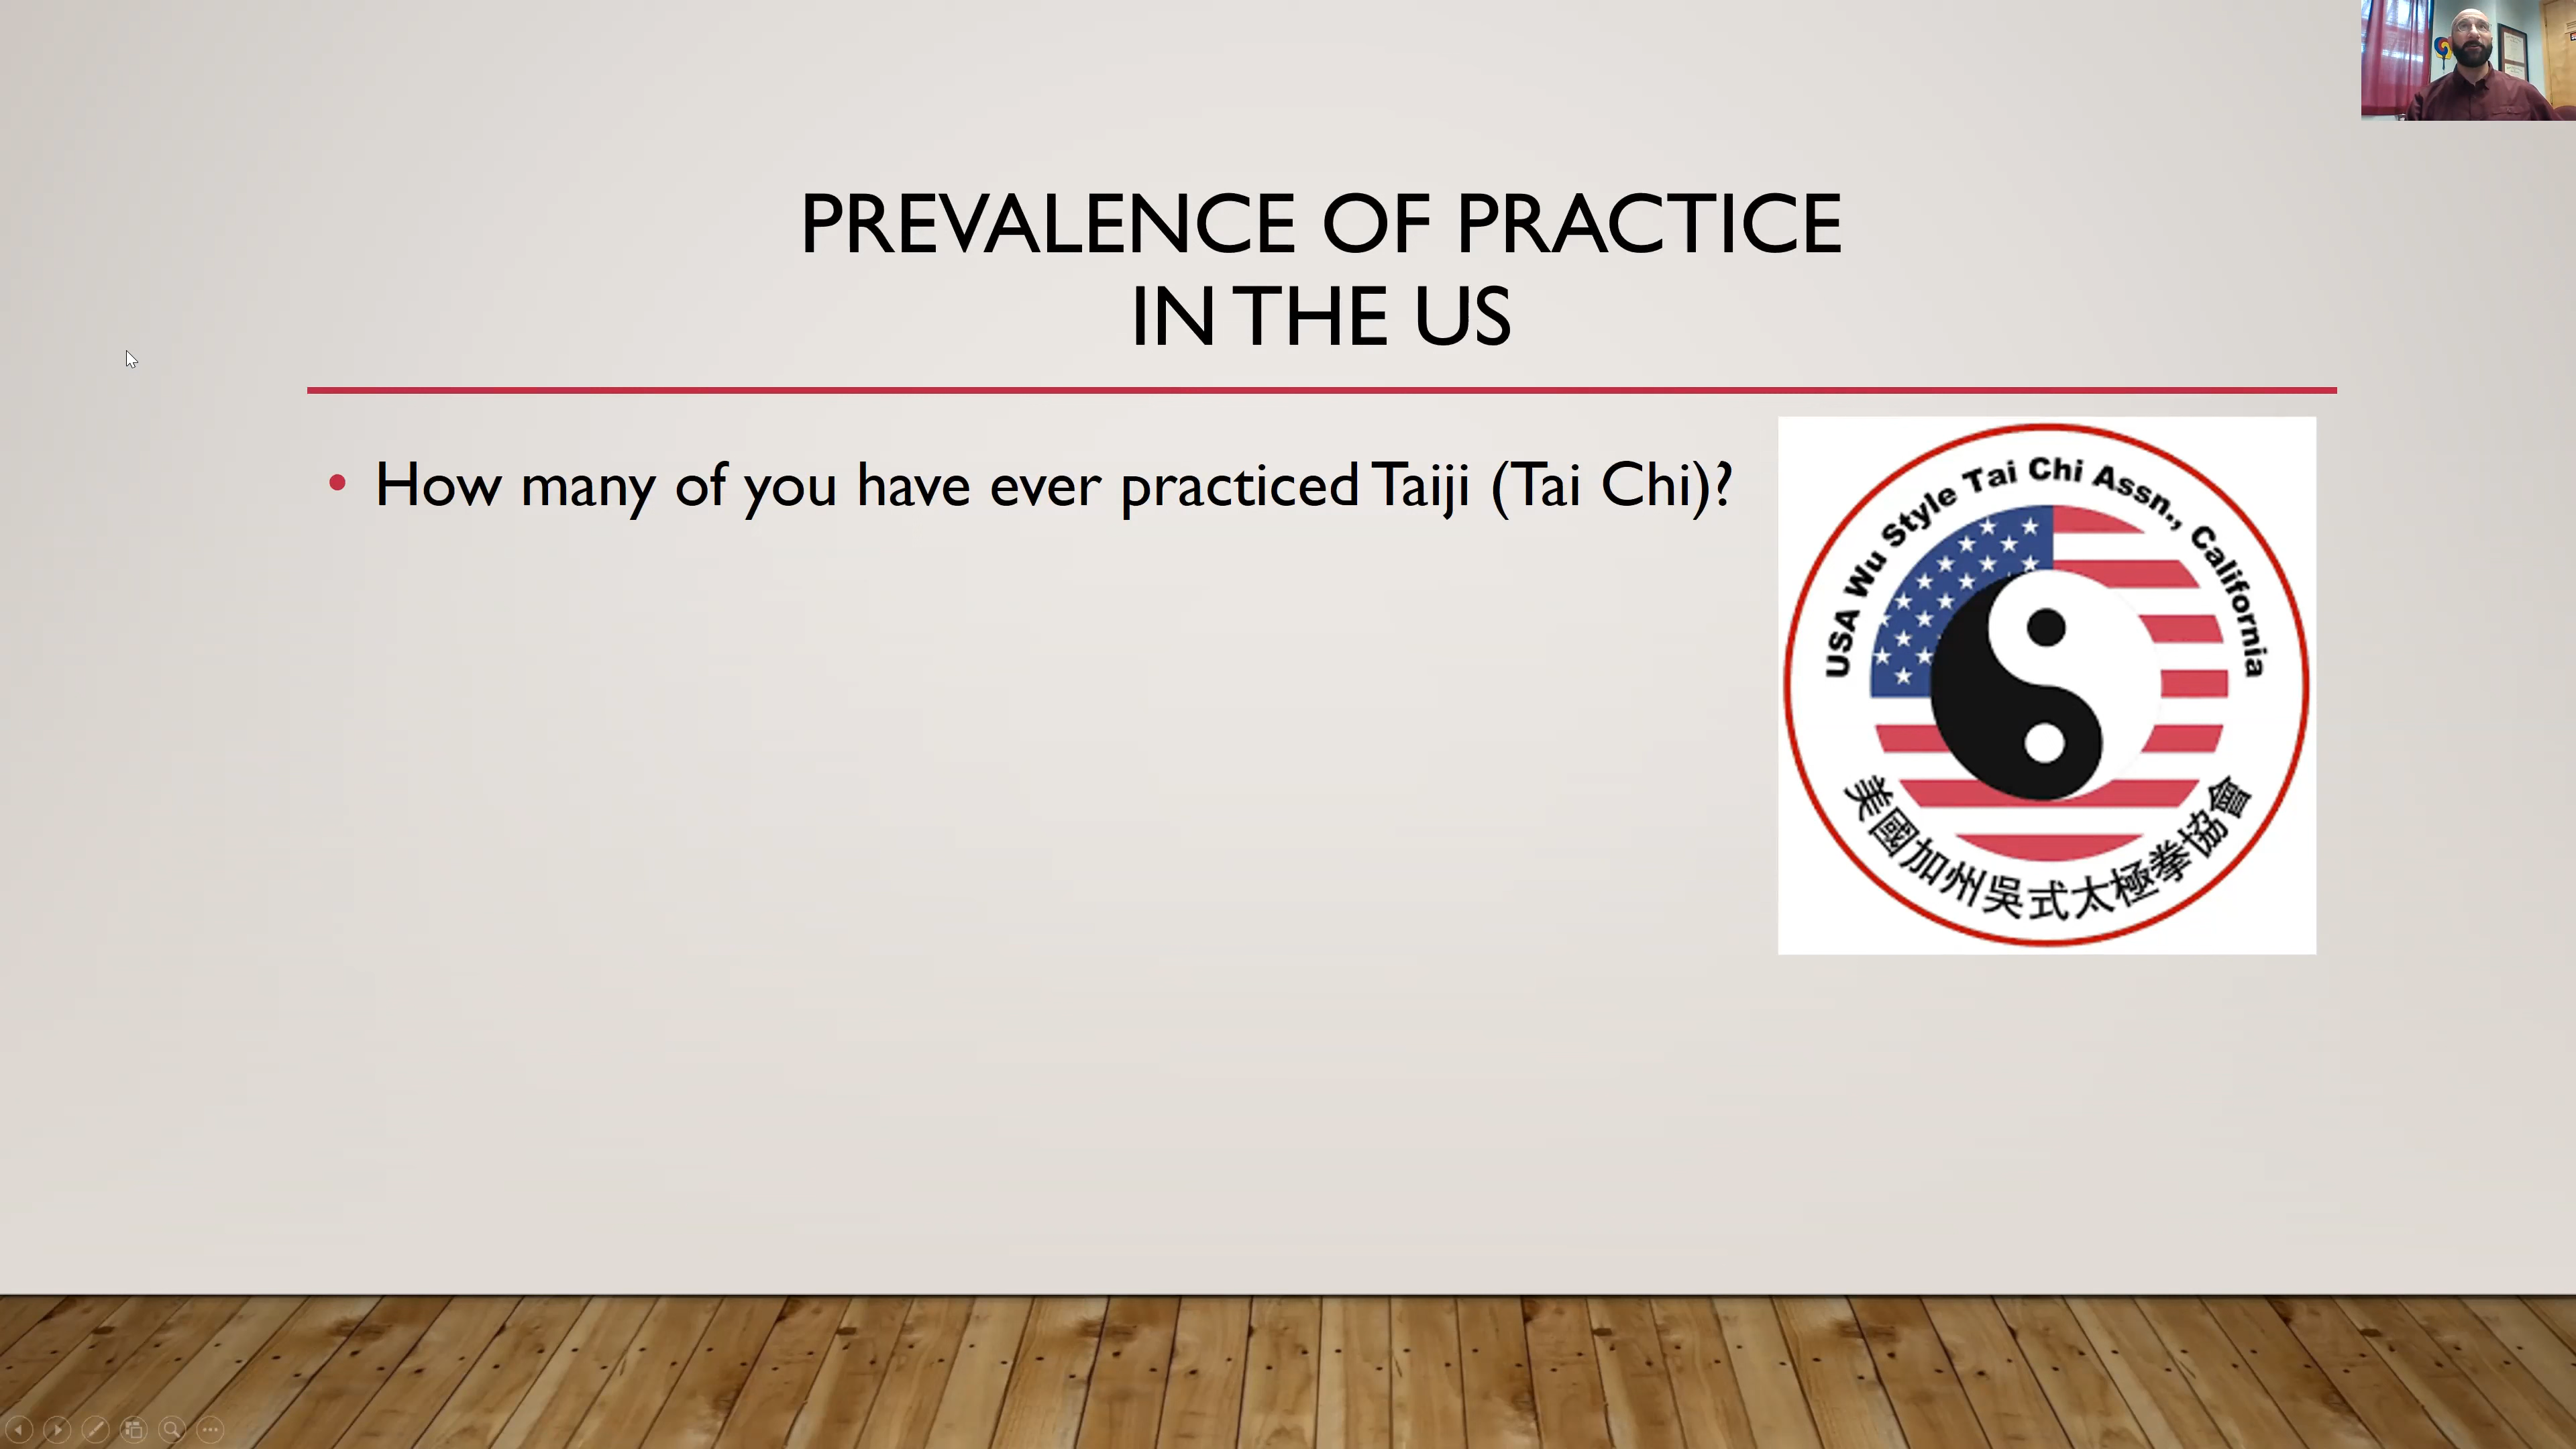 PREVALENCE OF PRACTICE
IN THE US
• How many of you have ever practiced Taiji (Tai Chi)?
USA Wu Style Tai Chi Assn., California
美國加州吳式太極拳協會